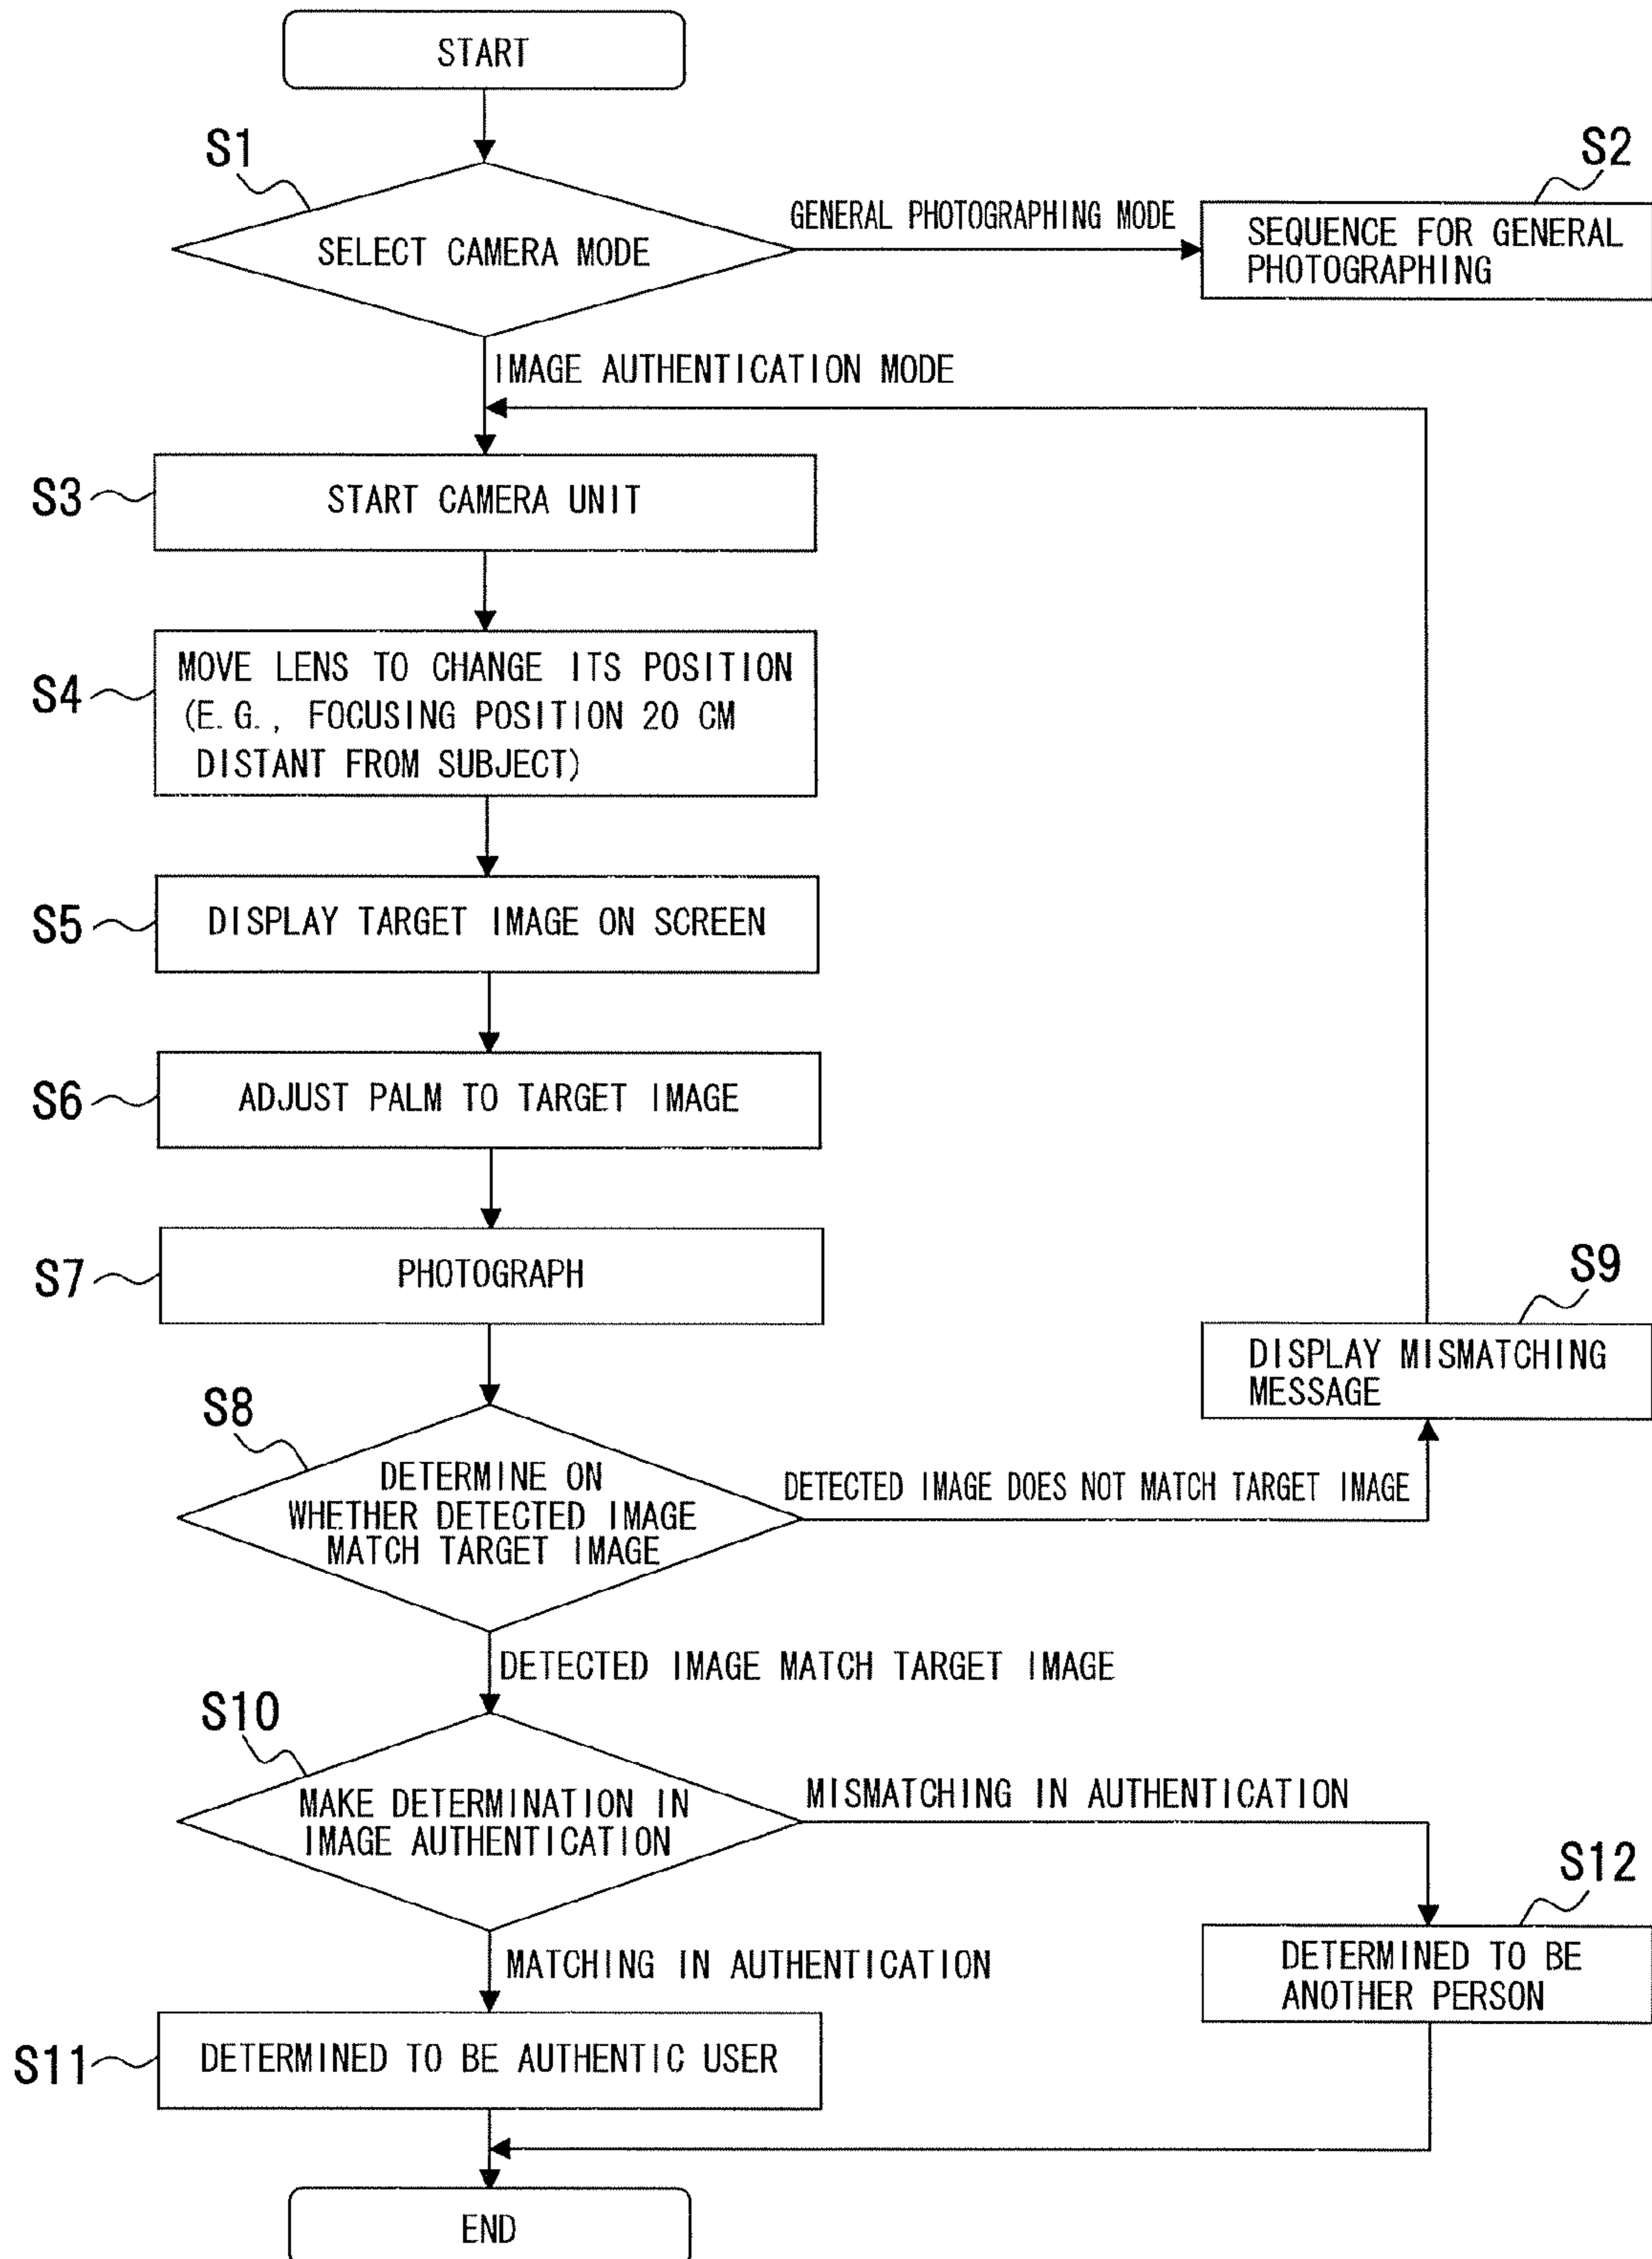 START
S1
S2
GENERAL PHOTOGRAPHING MODE
SELECT CAMERA MODE
SEQUENCE FOR GENERAL
PHOTOGRAPHING
IMAGE AUTHENTICATION MODE
S3
START CAMERA UNIT
S4
MOVE LENS TO CHANGE ITS POSITION
(E.G., FOCUSING POSITION 20 CM
DISTANT FROM SUBJECT)
S5
DISPLAY TARGET IMAGE ON SCREEN
S6
ADJUST PALM TO TARGET IMAGE
S7
PHOTOGRAPH
S9
DISPLAY MISMATCHING
MESSAGE
S8
DETERMINE ON
WHETHER DETECTED IMAGE
MATCH TARGET IMAGE
DETECTED IMAGE DOES NOT MATCH TARGET IMAGE
DETECTED IMAGE MATCH TARGET IMAGE
S10
MAKE DETERMINATION IN
IMAGE AUTHENTICATION
MISMATCHING IN AUTHENTICATION
S12
DETERMINED TO BE
ANOTHER PERSON
MATCHING IN AUTHENTICATION
S11
DETERMINED TO BE AUTHENTIC USER
END